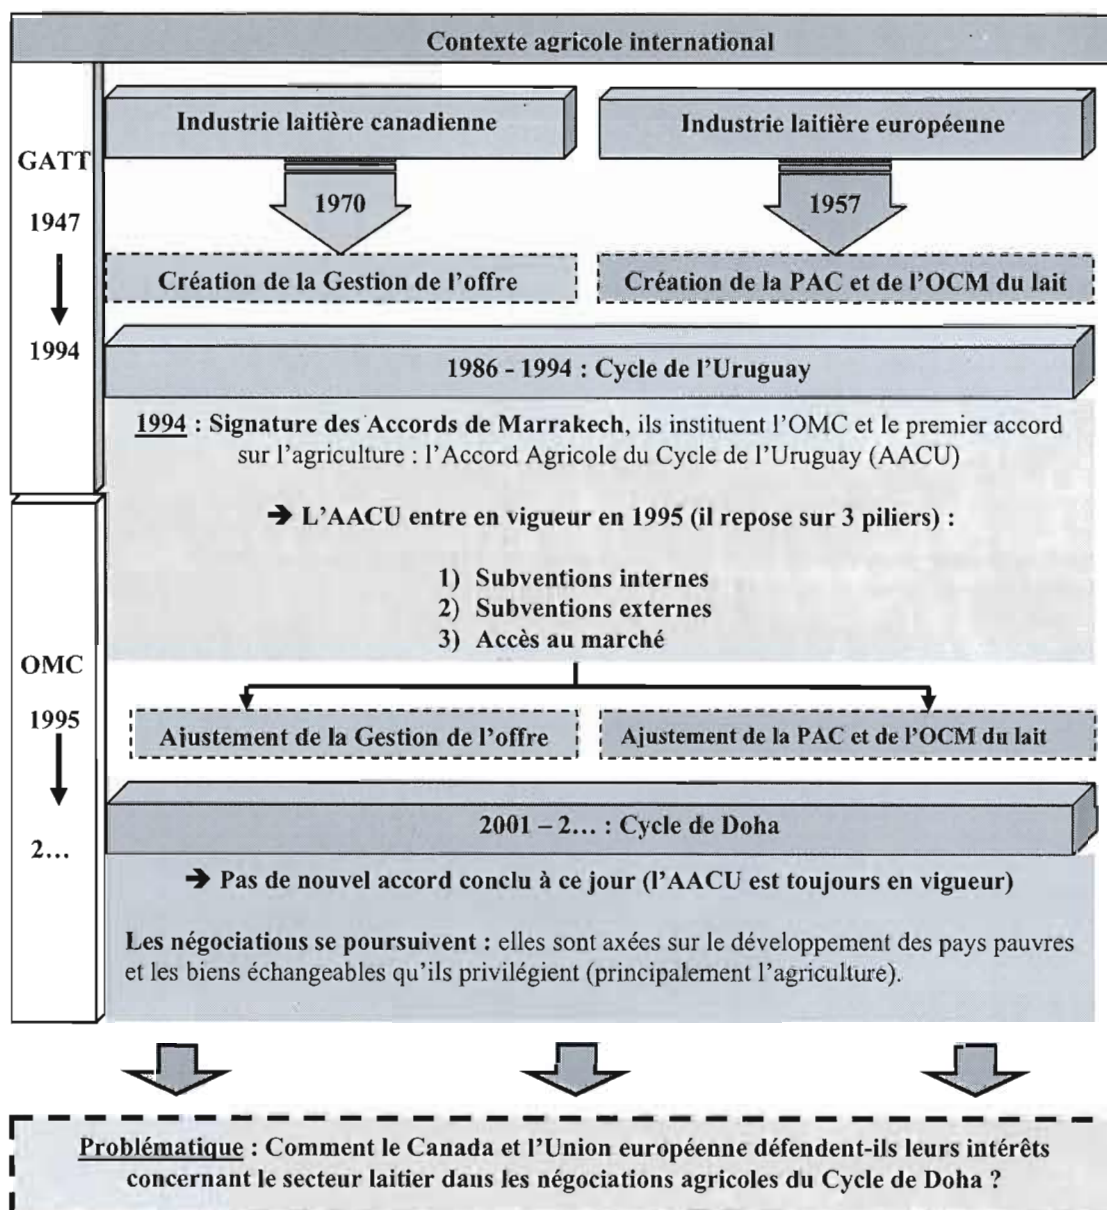 Contexte agricole international
Industrie laitière canadienne
Industrie laitière européenne
GATT
1947
1994
1970
1957
Création de la Gestion de l'offre
Création de la PAC et de l'OCM du lait
1986 - 1994 : Cycle de l'Uruguay
1994 : Signature des Accords de Marrakech, ils instituent l'OMC et le premier accord
sur l'agriculture : l'Accord Agricole du Cycle de l'Uruguay (AACU)
➔ L'AACU entre en vigueur en 1995 (il repose sur 3 piliers) :
1) Subventions internes
2) Subventions externes
3) Accès au marché
OMC
1995
2...
Ajustement de la Gestion de l'offre
Ajustement de la PAC et de l'OCM du lait
2001 – 2... : Cycle de Doha
➔ Pas de nouvel accord conclu à ce jour (l'AACU est toujours en vigueur)
Les négociations se poursuivent : elles sont axées sur le développement des pays pauvres
et les biens échangeables qu'ils privilégient (principalement l'agriculture).
Problématique : Comment le Canada et l'Union européenne défendent-ils leurs intérêts
concernant le secteur laitier dans les négociations agricoles du Cycle de Doha ?